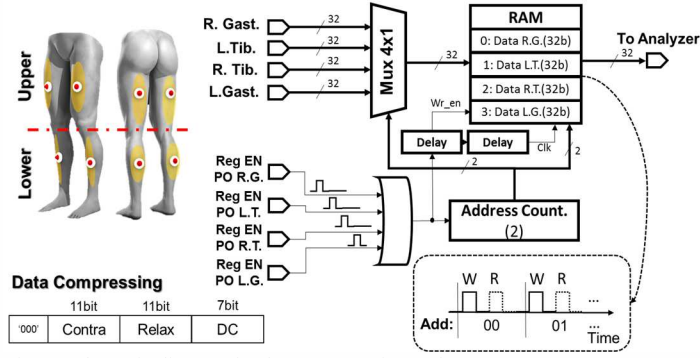 Upper
Lower
R. Gast.
L.Tib.
R. Tib.
L.Gast.
32
32
32
32
Mux 4x1
32
RAM
0: Data R.G.(32b)
1: Data L.T.(32b)
2: Data R.T.(32b)
3: Data L.G.(32b)
32
To Analyzer
Wr_en
Delay
Delay
Clk
2
2
Reg EN
PO R.G.
Reg EN
PO L.T.
Reg EN
PO R.T.
Reg EN
PO L.G.
Address Count.
(2)
Data Compressing
11bit 11bit 7bit
'000' Contra Relax DC
W R W R ...
Add: 00 01 ...
Time